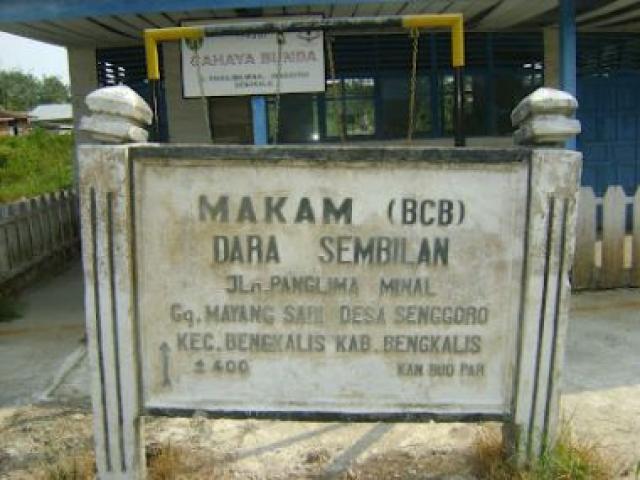 CAHAYA BUNDA
BENGKALIS
MAKAM (BCB)
DARA SEMBILAN
JLn. PANGLIMA MINAL
Gg. MAYANG SARI DESA SENGGORO
KEC. BENGKALIS KAB. BENGKALIS
± 400 KAN BUD PAR